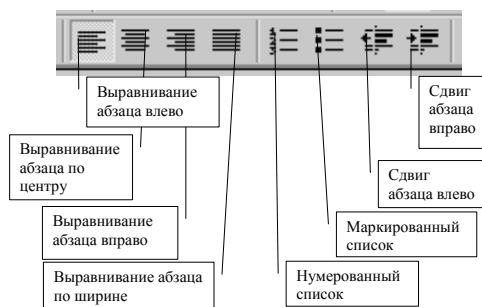 Выравнивание
абзаца влево
Сдвиг
абзаца
вправо
Выравнивание
абзаца по
центру
Сдвиг
абзаца влево
Выравнивание
абзаца вправо
Маркированный
список
Выравнивание абзаца
по ширине
Нумерованный
список